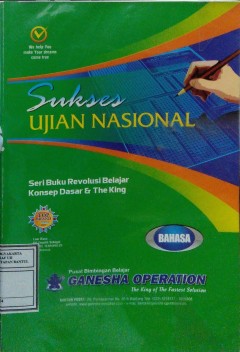 We help You
make Your dreams
come true
Sukses
UJIAN NASIONAL
Seri Buku Revolusi Belajar
Konsep Dasar & The King
BAHASA
Pusat Bimbingan Belajar
GANESHA OPERATION
The King of The Fastest Solution